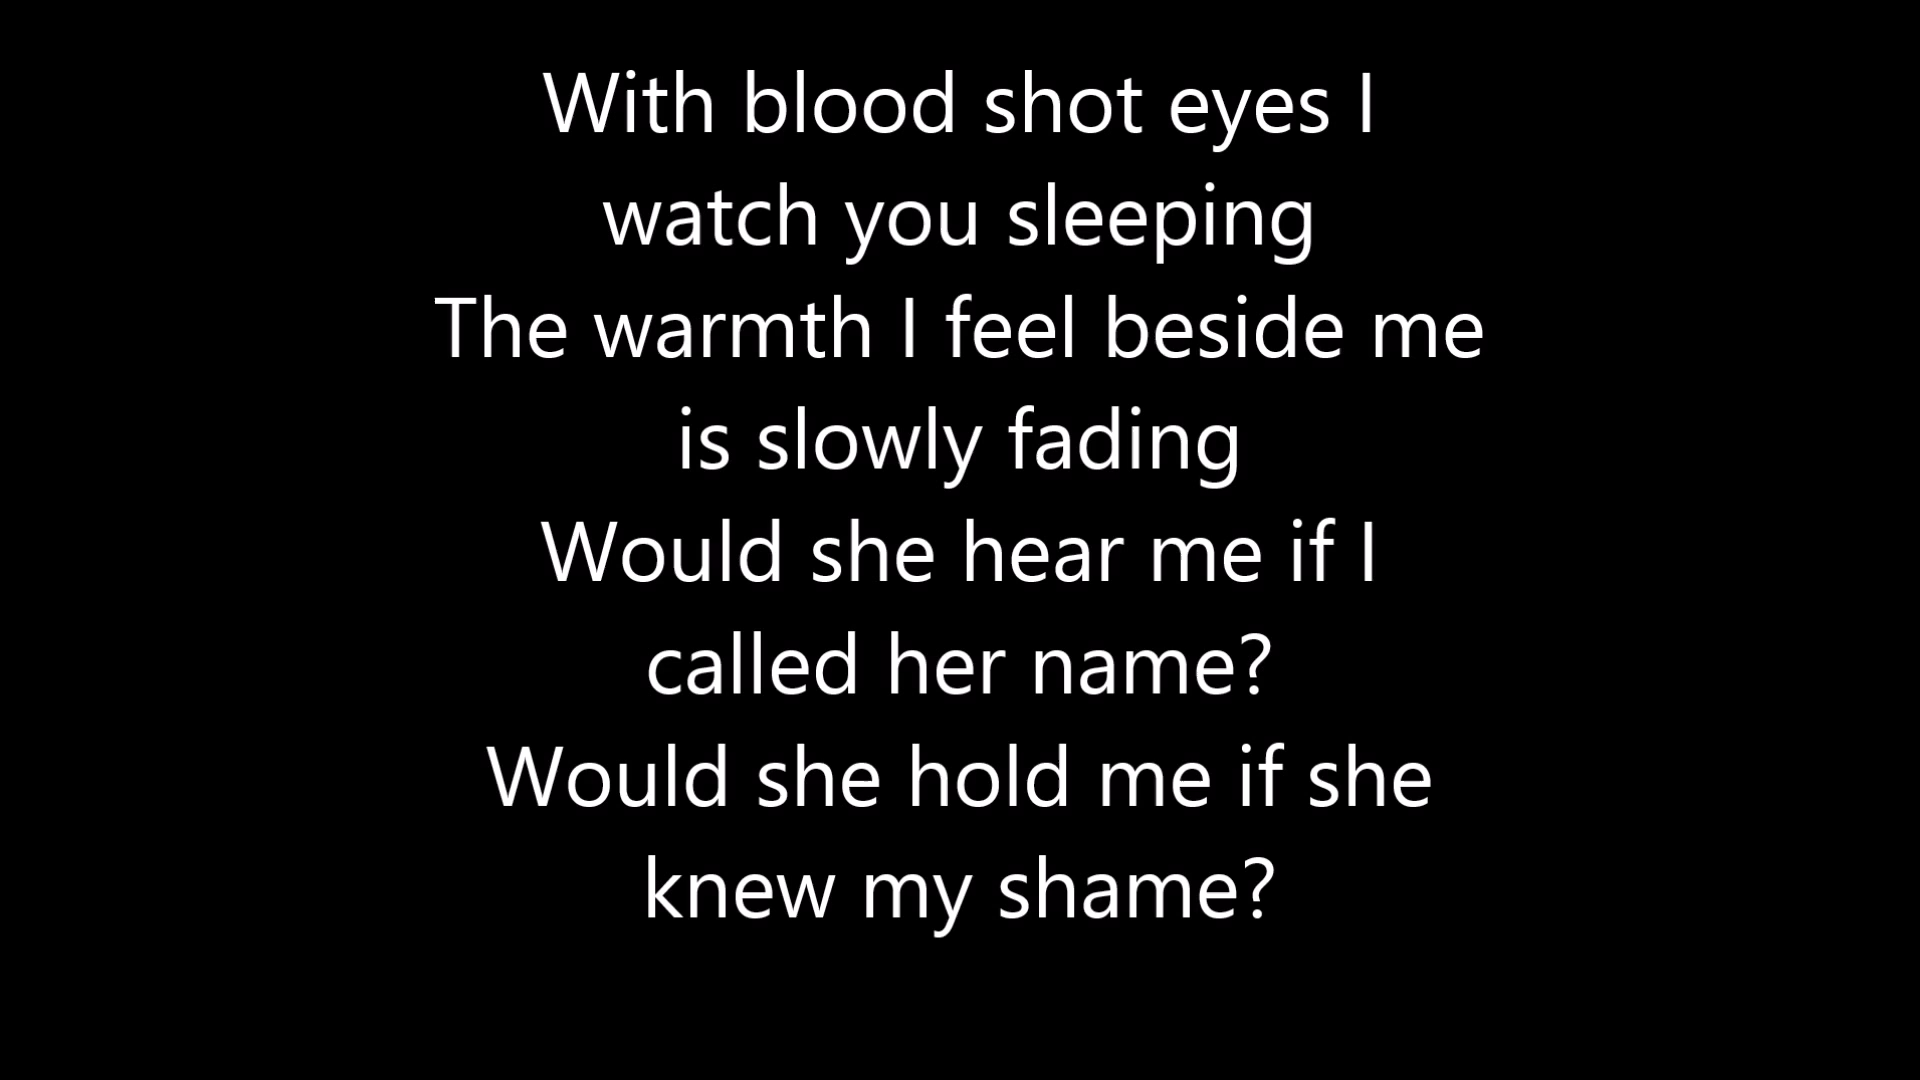 With blood shot eyes I
watch you sleeping
The warmth I feel beside me
is slowly fading
Would she hear me if I
called her name?
Would she hold me if she
knew my shame?